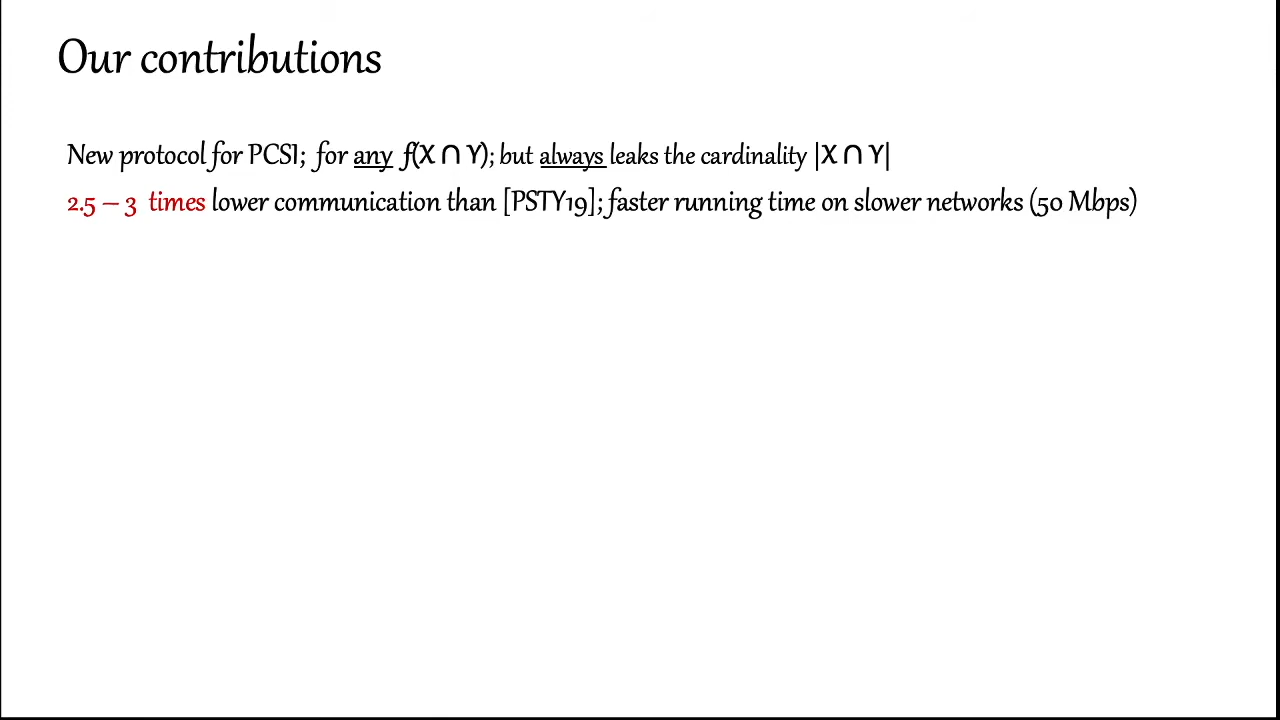 Our contributions
New protocol for PCSI; for any f(X ∩ Y); but always leaks the cardinality |X ∩ Y|
2.5 – 3 times lower communication than [PSTY19]; faster running time on slower networks (50 Mbps)